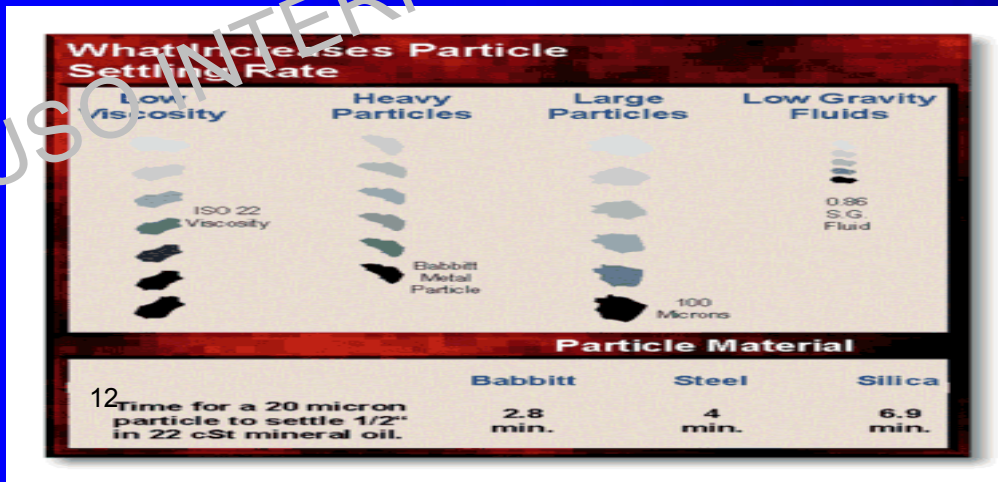 USO INTER
What Increases Particle
Settling Rate
Low
Viscosity
Heavy
Particles
Large
Particles
Low Gravity
Fluids
ISO 22
Viscosity
Babbitt
Metal
Particle
100
Microns
0.86
S.G.
Fluid
Particle Material
Babbitt
Steel
Silica
12
Time for a 20 micron
particle to settle 1/2"
in 22 cSt mineral oil.
2.8
min.
4
min.
6.9
min.